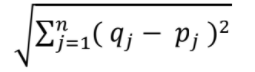 √∑ⁿⱼ₌₁( qⱼ − pⱼ )²